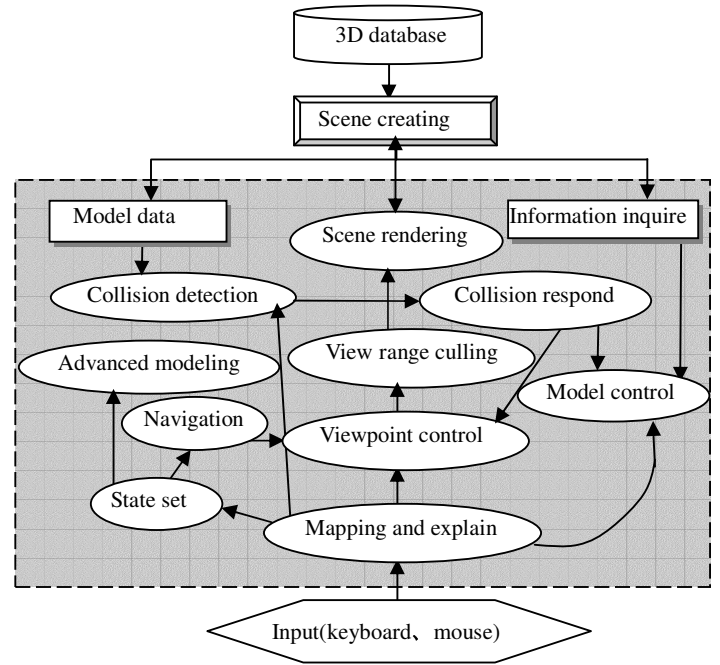 3D database
Scene creating
Model data
Information inquire
Scene rendering
Collision detection
Collision respond
Advanced modeling
View range culling
Model control
Navigation
Viewpoint control
State set
Mapping and explain
Input(keyboard、mouse)